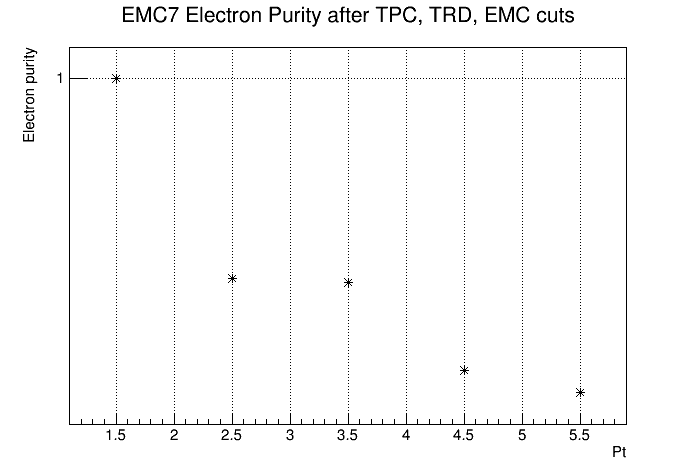 EMC7 Electron Purity after TPC, TRD, EMC cuts
Electron purity
1
1.5 2 2.5 3 3.5 4 4.5 5 5.5
Pt